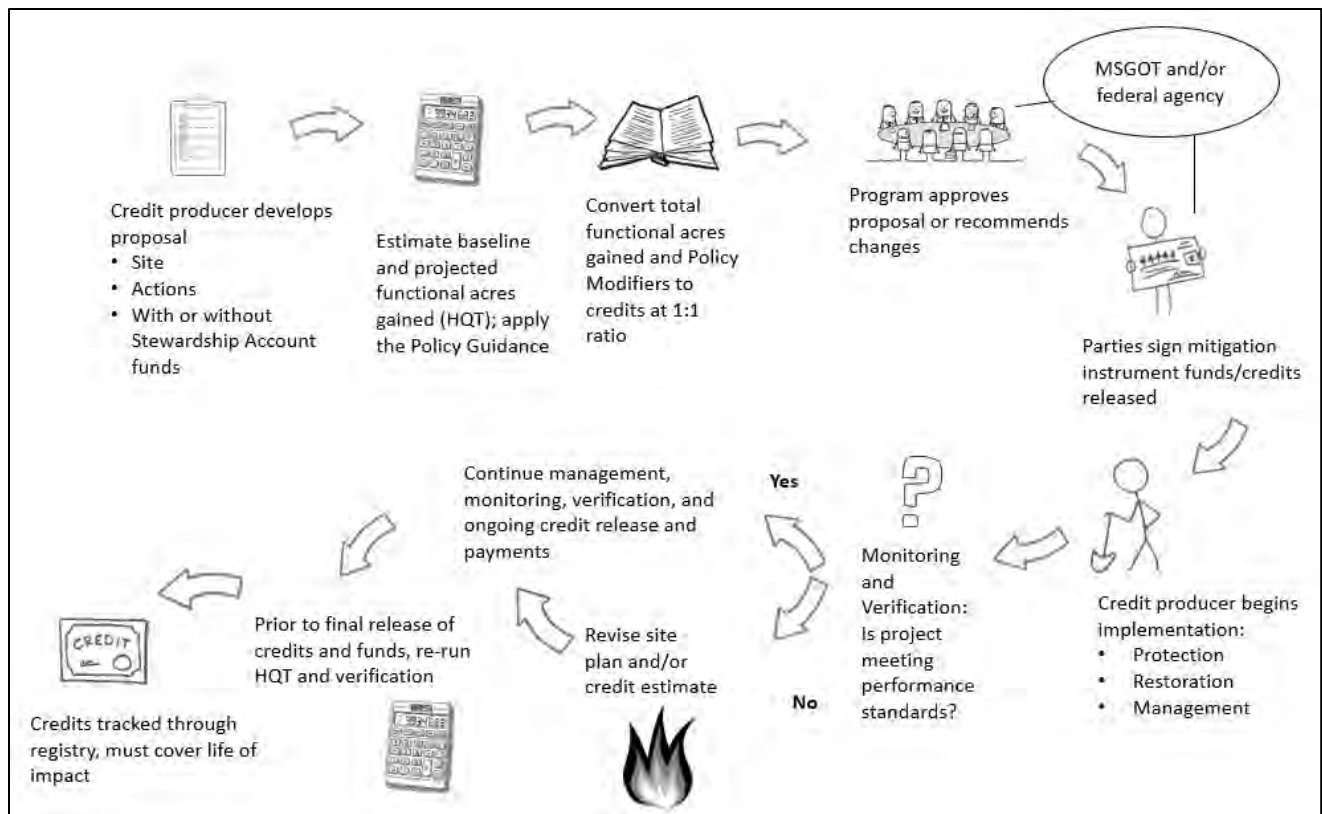 Credit producer develops
proposal
• Site
• Actions
• With or without
Stewardship Account
funds
Estimate baseline
and projected
functional acres
gained (HQT); apply
the Policy Guidance
Convert total
functional acres
gained and Policy
Modifiers to
credits at 1:1
ratio
Program approves
proposal or recommends
changes
MSGOT and/or
federal agency
Parties sign mitigation
instrument funds/credits
released
Credit producer begins
implementation:
• Protection
• Restoration
• Management
Monitoring
and
Verification:
Is project
meeting
performance
standards?
Yes
No
Continue management,
monitoring, verification, and
ongoing credit release and
payments
Revise site
plan and/or
credit estimate
Prior to final release of
credits and funds, re-run
HQT and verification
CREDIT
Credits tracked through
registry, must cover life of
impact